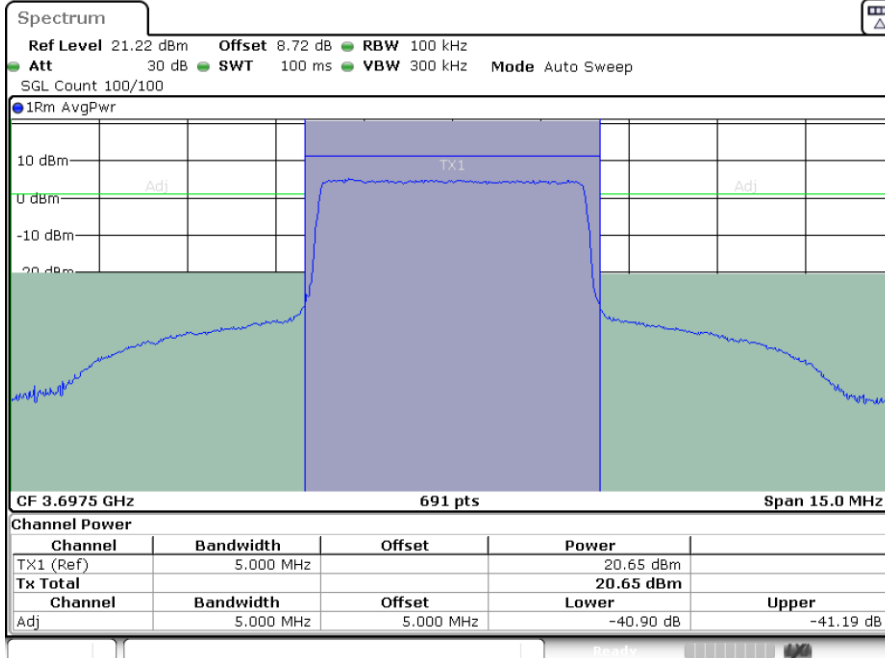 Spectrum
Ref Level 21.22 dBm Offset 8.72 dB RBW 100 kHz
Att 30 dB SWT 100 ms VBW 300 kHz Mode Auto Sweep
SGL Count 100/100
1Rm AvgPwr
10 dBm
TX1
Adj Adj
0 dBm
-10 dBm
-20 dBm
CF 3.6975 GHz 691 pts Span 15.0 MHz
Channel Power
Channel Bandwidth Offset Power
TX1 (Ref) 5.000 MHz 20.65 dBm
Tx Total 20.65 dBm
Channel Bandwidth Offset Lower Upper
Adj 5.000 MHz 5.000 MHz -40.90 dB -41.19 dB
Ready